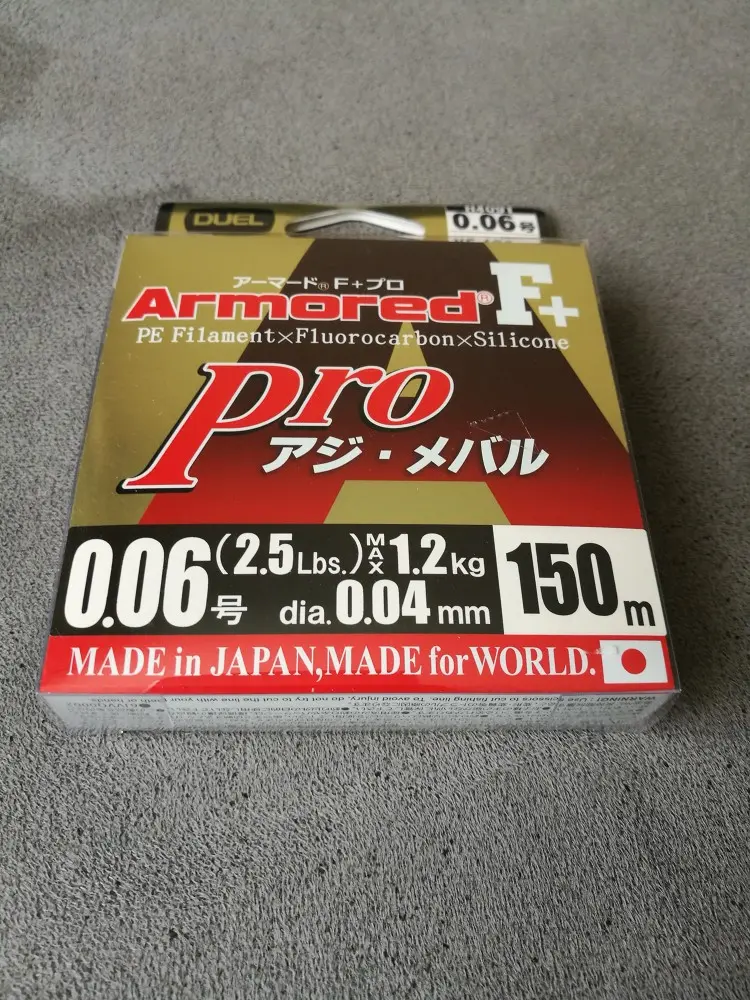 DUEL
0.06号
アーマード® F+プロ
Armored® F+
PE Filament×Fluorocarbon×Silicone
Pro
アジ・メバル
0.06号 (2.5Lbs.) MAX 1.2kg
dia. 0.04mm
150m
MADE in JAPAN, MADE for WORLD.